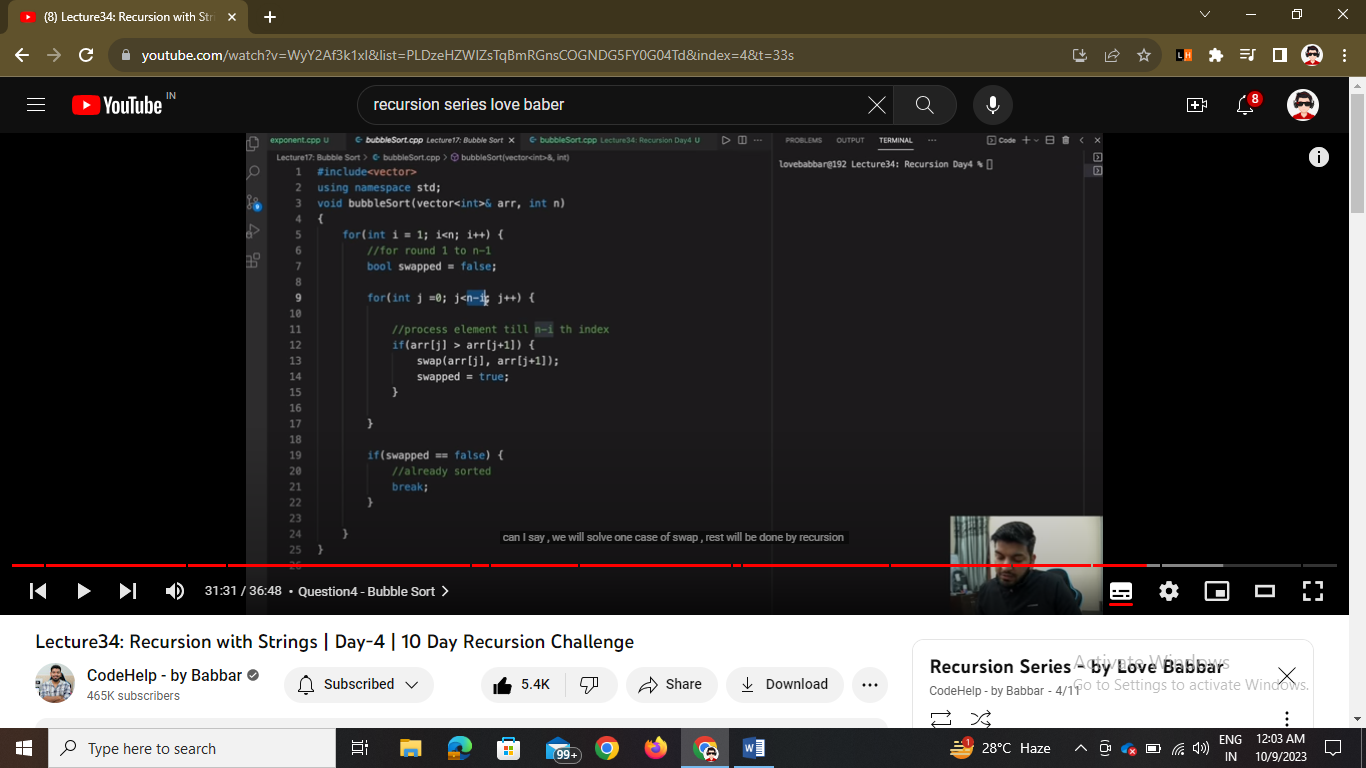 (8) Lecture34: Recursion with Stri
youtube.com/watch?v=WyY2Af3k1xI&list=PLDzeHZWIZsTqBmRGnsCOGNDG5FY0G04Td&index=4&t=33s
YouTube IN
recursion series love baber
8
exponent.cpp U
bubbleSort.cpp Lecture17: Bubble Sort
bubbleSort.cpp Lecture34: Recursion Day4 U
PROBLEMS OUTPUT TERMINAL ... Code
Lecture17: Bubble Sort > bubbleSort.cpp > bubbleSort(vector<int>&, int)
lovebabbar@192 Lecture34: Recursion Day4 %
1 #include<vector>
2 using namespace std;
3 void bubbleSort(vector<int>& arr, int n)
4 {
5 for(int i = 1; i<n; i++) {
6 //for round 1 to n-1
7 bool swapped = false;
8
9 for(int j =0; j<n-i; j++) {
10
11 //process element till n-i th index
12 if(arr[j] > arr[j+1]) {
13 swap(arr[j], arr[j+1]);
14 swapped = true;
15 }
16
17 }
18
19 if(swapped == false) {
20 //already sorted
21 break;
22 }
23
24 }
25 }
can I say , we will solve one case of swap , rest will be done by recursion
31:31 / 36:48 • Question4 - Bubble Sort
Lecture34: Recursion with Strings | Day-4 | 10 Day Recursion Challenge
CodeHelp - by Babbar
465K subscribers
Subscribed
5.4K
Share
Download
Recursion Series - by Love Babbar
CodeHelp - by Babbar - 4/11
Activate Windows
Go to Settings to activate Windows.
Type here to search
99+
1
28°C Haze
ENG
IN
12:03 AM
10/9/2023